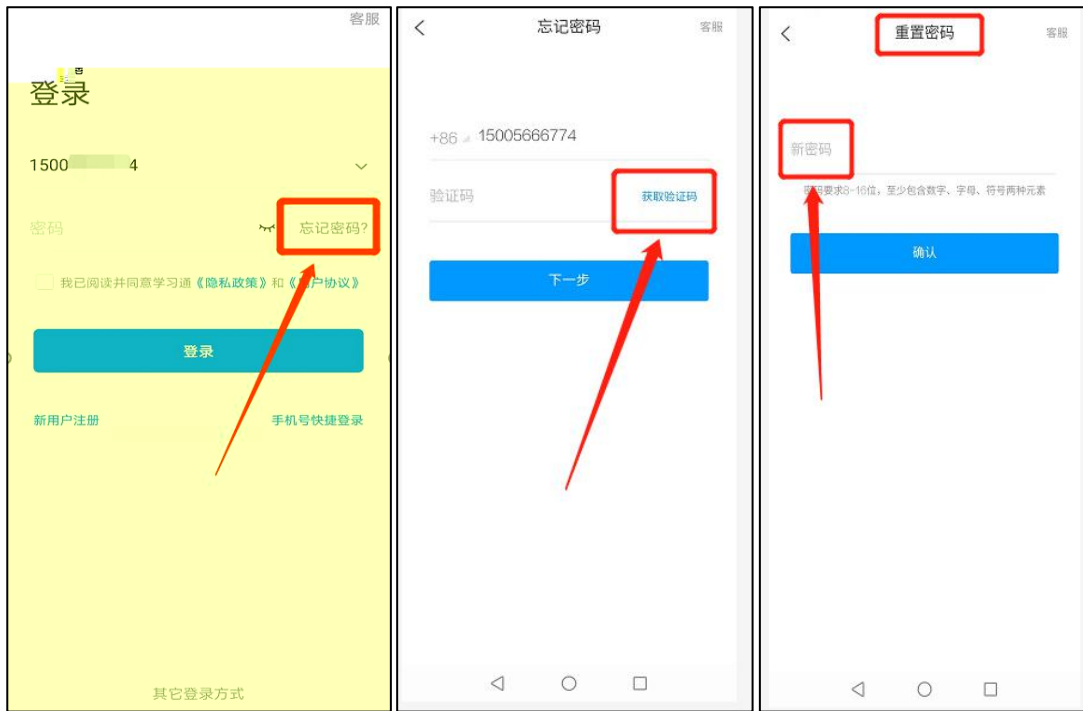 客服
登录
1500 4
密码
忘记密码?
我已阅读并同意学习通《隐私政策》和《用户协议》
登录
新用户注册
手机号快捷登录
其它登录方式
忘记密码
客服
+86 15005666774
验证码
获取验证码
下一步
重置密码
客服
新密码
密码要求8-16位，至少包含数字、字母、符号两种元素
确认